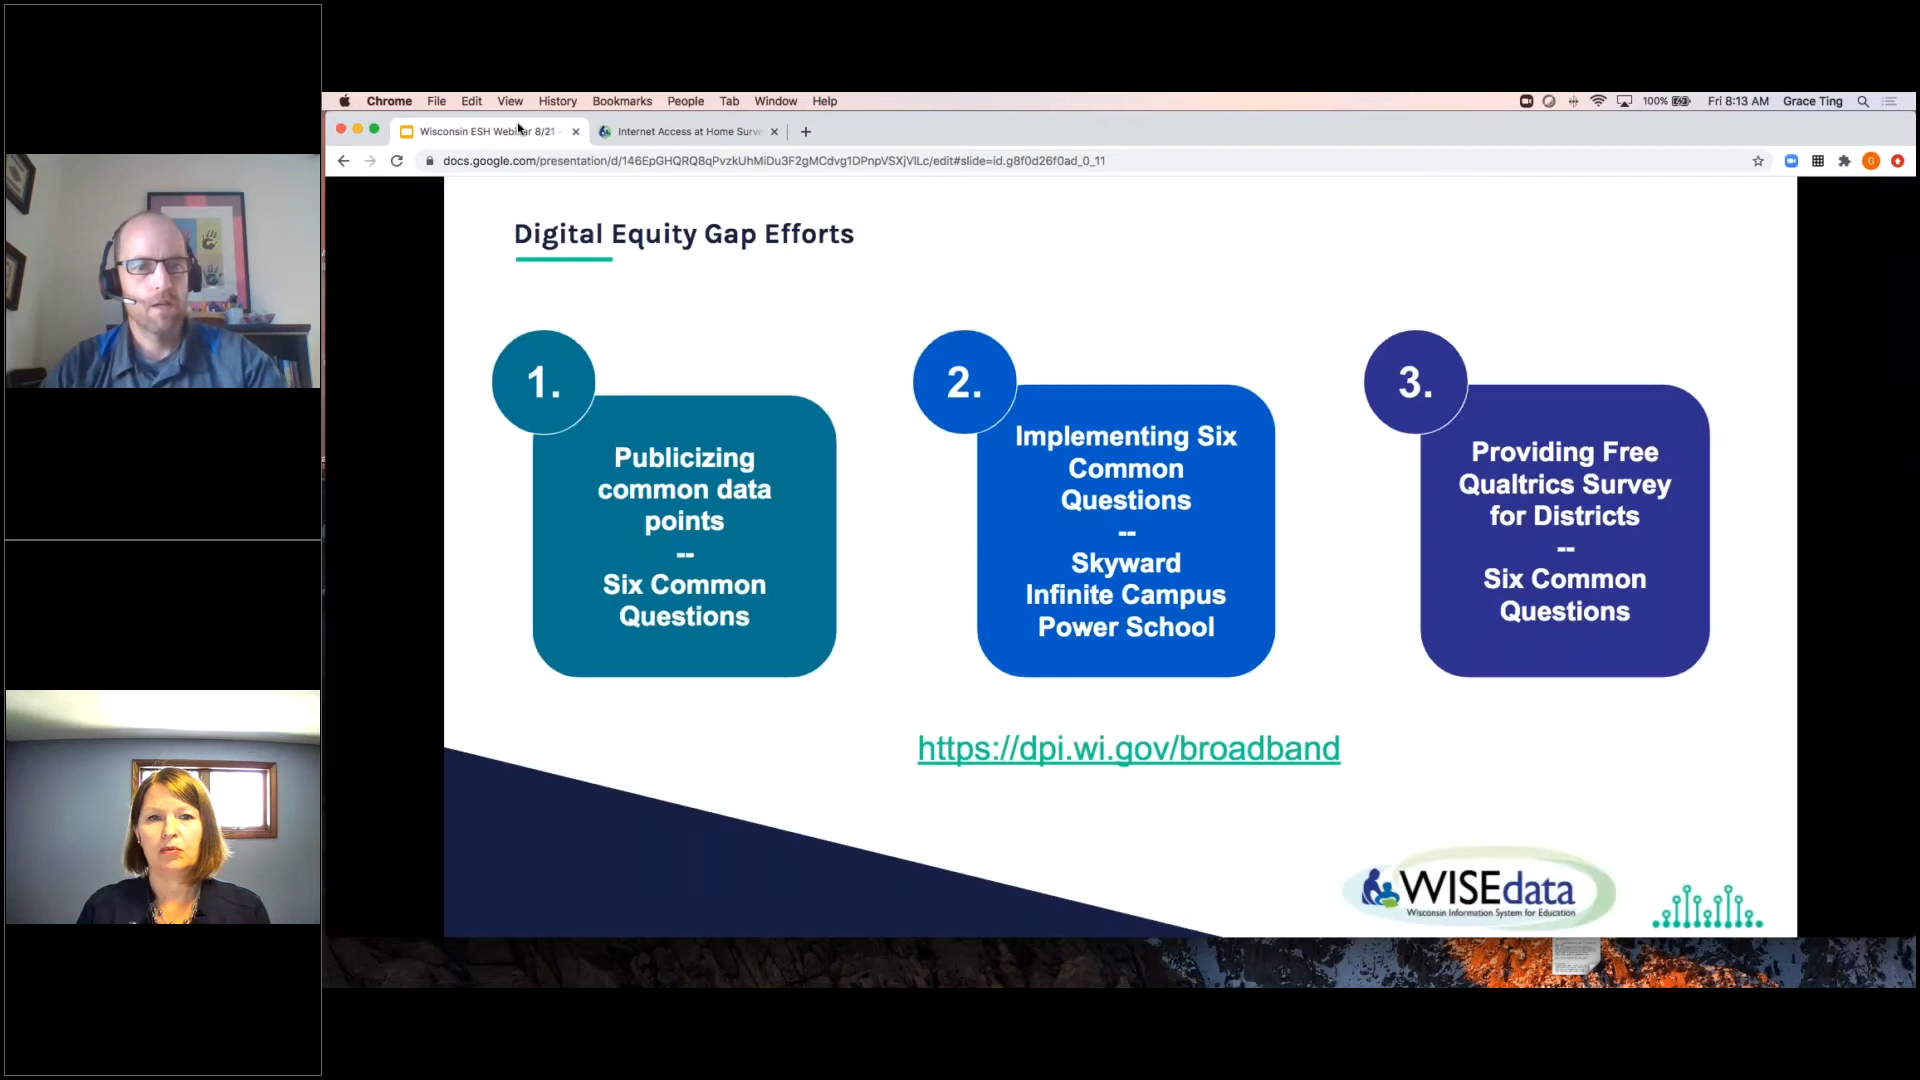 Chrome File Edit View History Bookmarks People Tab Window Help
100% Fri 8:13 AM Grace Ting
Wisconsin ESH Webinar 8/21 -
Internet Access at Home Surve
docs.google.com/presentation/d/146EpGHQRQ8qPvzkUhMiDu3F2gMCdvg1DPnpVSXjVlLc/edit#slide=id.g8f0d26f0ad_0_11
G
Digital Equity Gap Efforts
1.
Publicizing
common data
points
--
Six Common
Questions
2.
Implementing Six
Common
Questions
--
Skyward
Infinite Campus
Power School
3.
Providing Free
Qualtrics Survey
for Districts
--
Six Common
Questions
https://dpi.wi.gov/broadband
WISEdata
Wisconsin Information System for Education